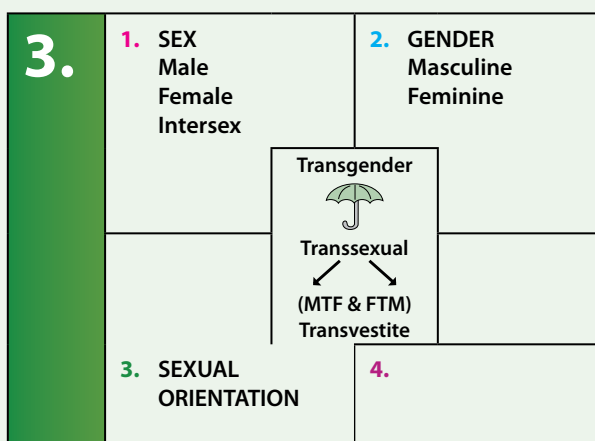 3.
1. SEX
Male
Female
Intersex
2. GENDER
Masculine
Feminine
Transgender
Transsexual
(MTF & FTM)
Transvestite
3. SEXUAL
ORIENTATION
4.